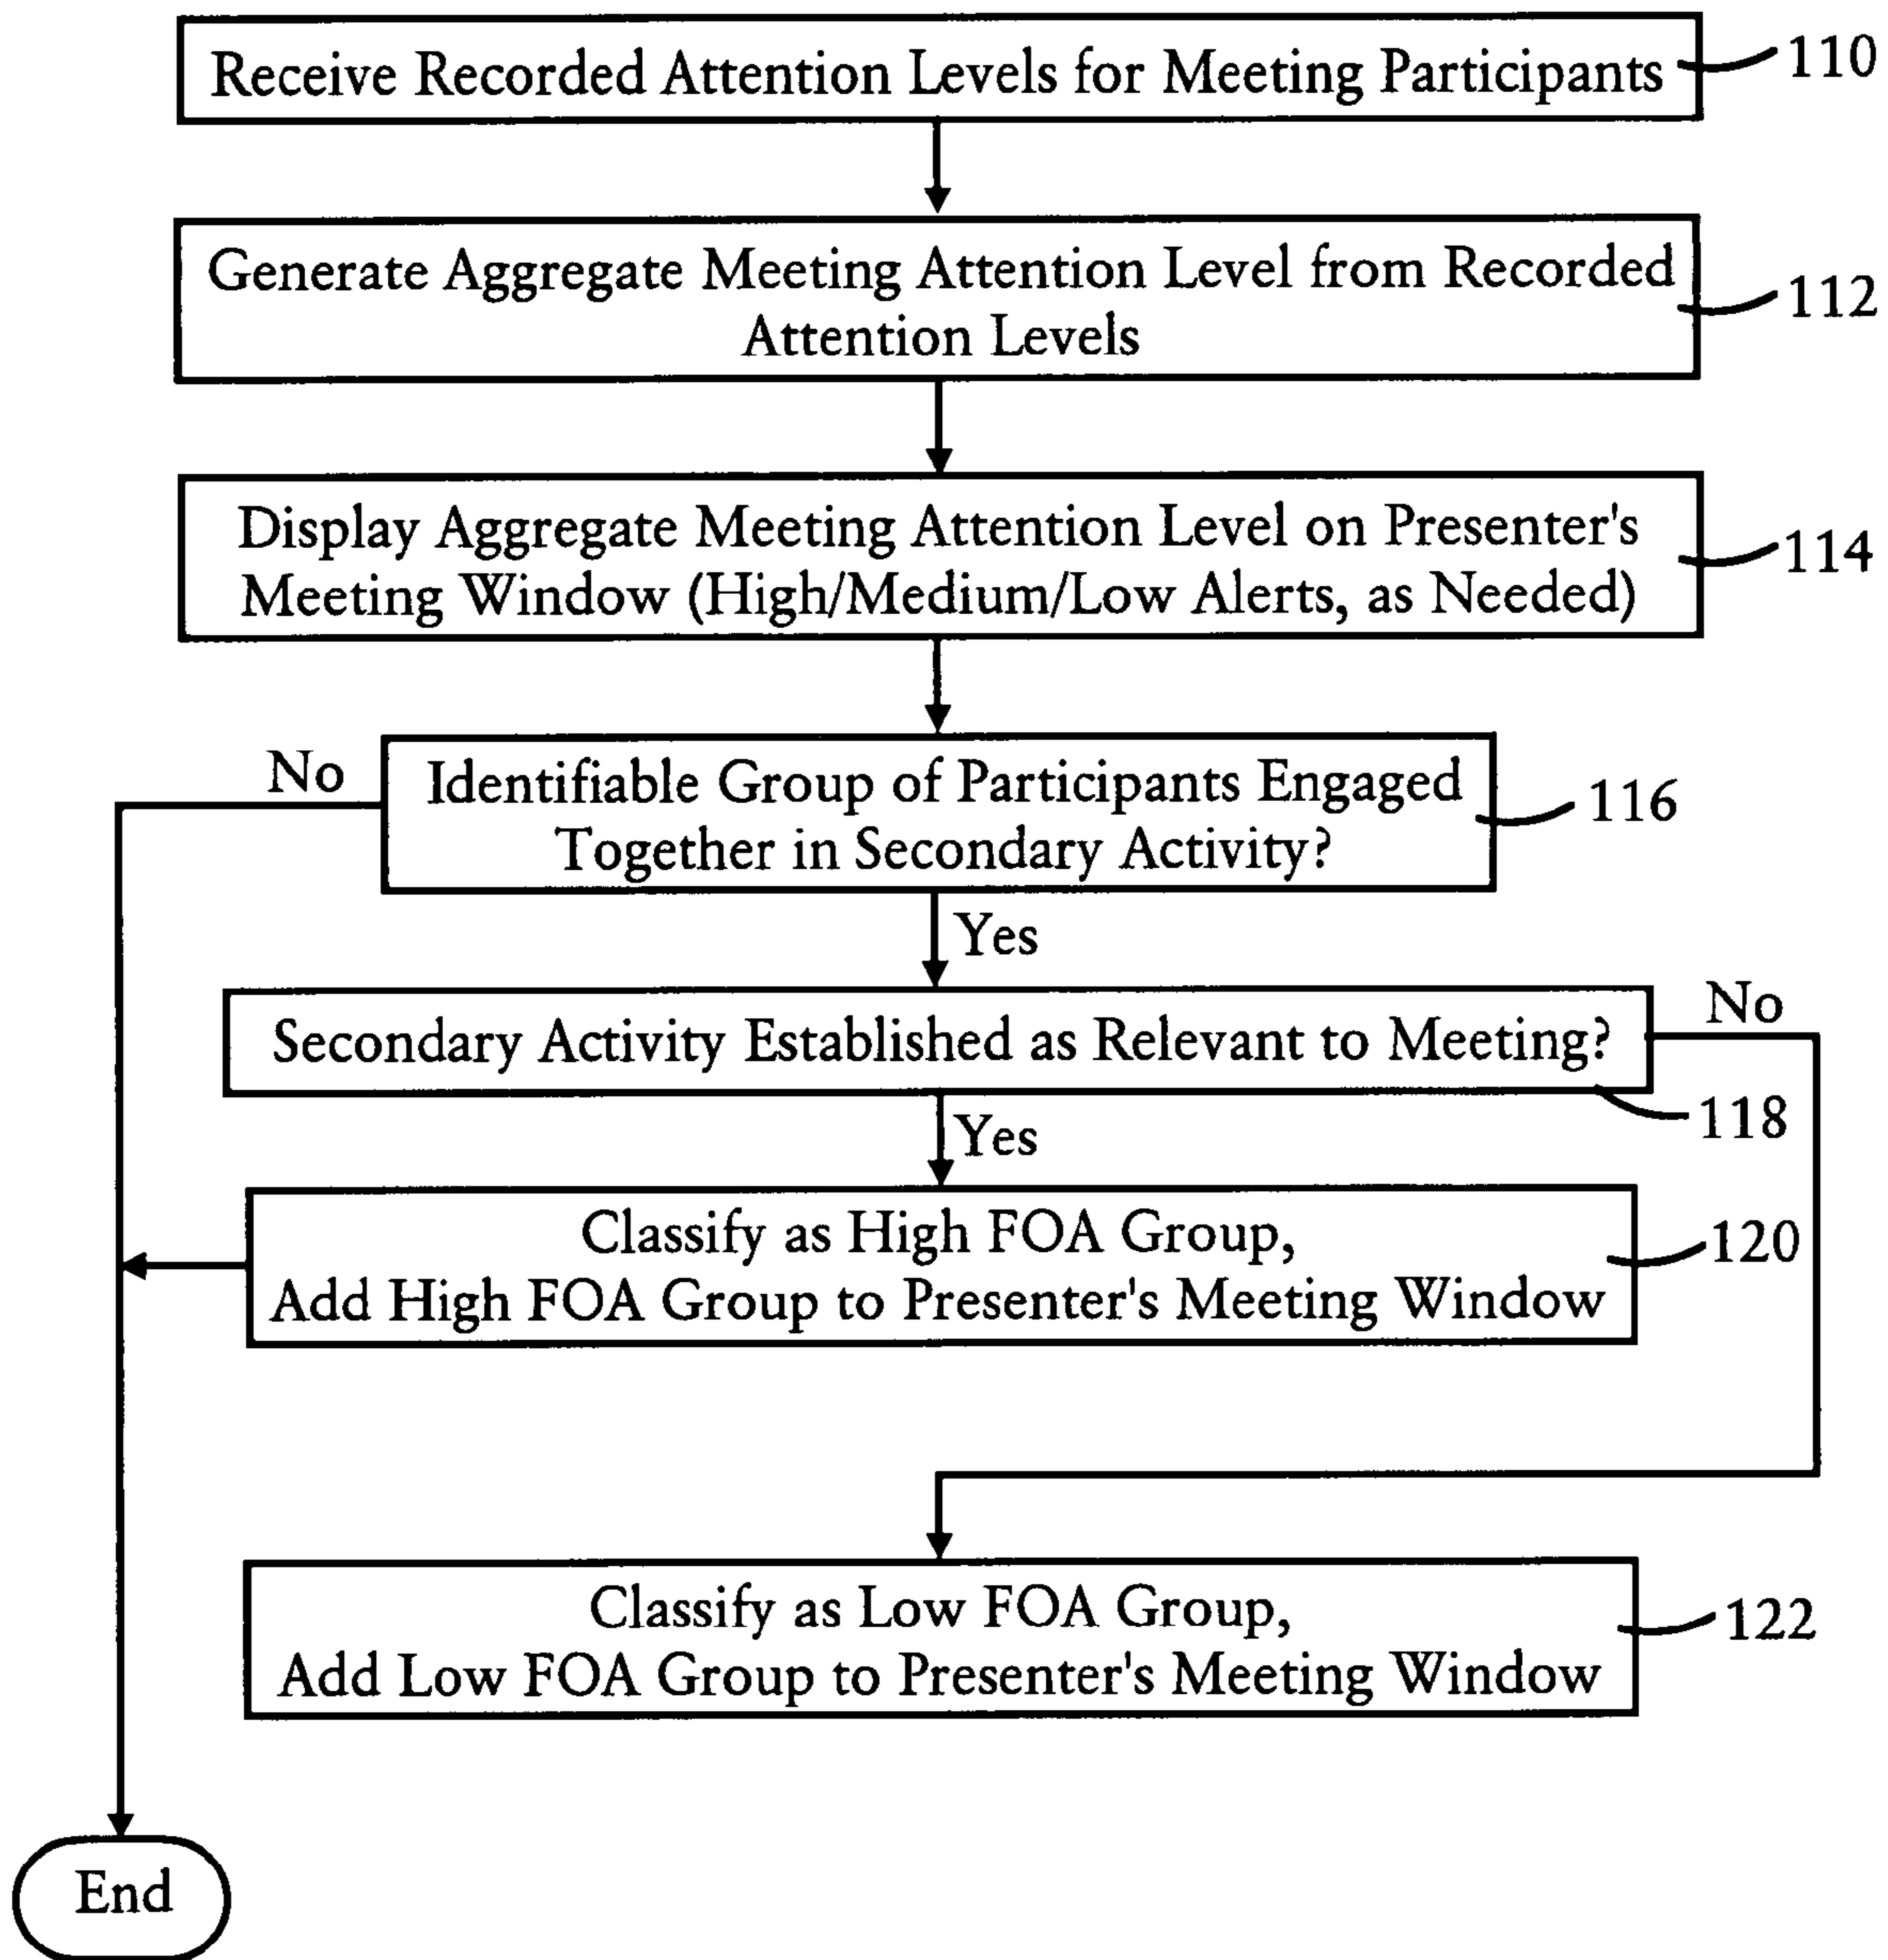 Receive Recorded Attention Levels for Meeting Participants
110
Generate Aggregate Meeting Attention Level from Recorded
Attention Levels
112
Display Aggregate Meeting Attention Level on Presenter's
Meeting Window (High/Medium/Low Alerts, as Needed)
114
No
Identifiable Group of Participants Engaged
Together in Secondary Activity?
116
Yes
No
Secondary Activity Established as Relevant to Meeting?
118
Yes
Classify as High FOA Group,
Add High FOA Group to Presenter's Meeting Window
120
Classify as Low FOA Group,
Add Low FOA Group to Presenter's Meeting Window
122
End